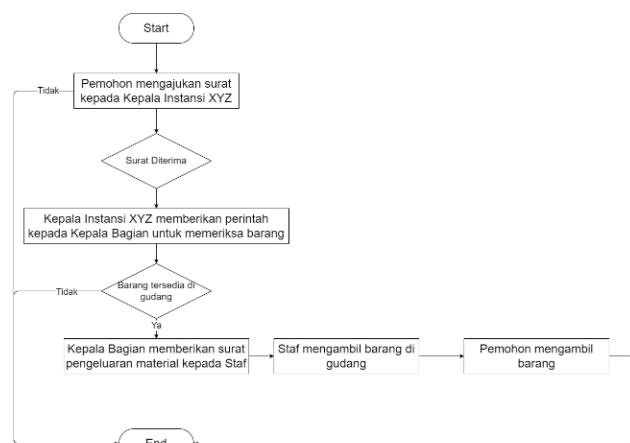 Start
Pemohon mengajukan surat
kepada Kepala Instansi XYZ
Tidak
Surat Diterima
Kepala Instansi XYZ memberikan perintah
kepada Kepala Bagian untuk memeriksa barang
Barang tersedia di
gudang
Tidak
Ya
Kepala Bagian memberikan surat
pengeluaran material kepada Staf
Staf mengambil barang di
gudang
Pemohon mengambil
barang
End